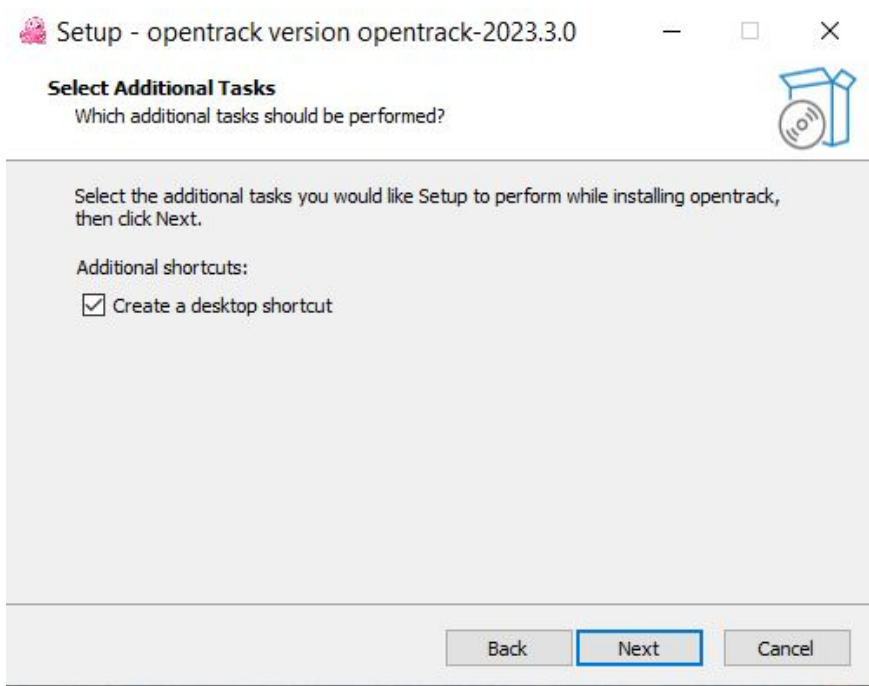 Setup - opentrack version opentrack-2023.3.0
Select Additional Tasks
Which additional tasks should be performed?
Select the additional tasks you would like Setup to perform while installing opentrack,
then click Next.
Additional shortcuts:
Create a desktop shortcut
Back
Next
Cancel